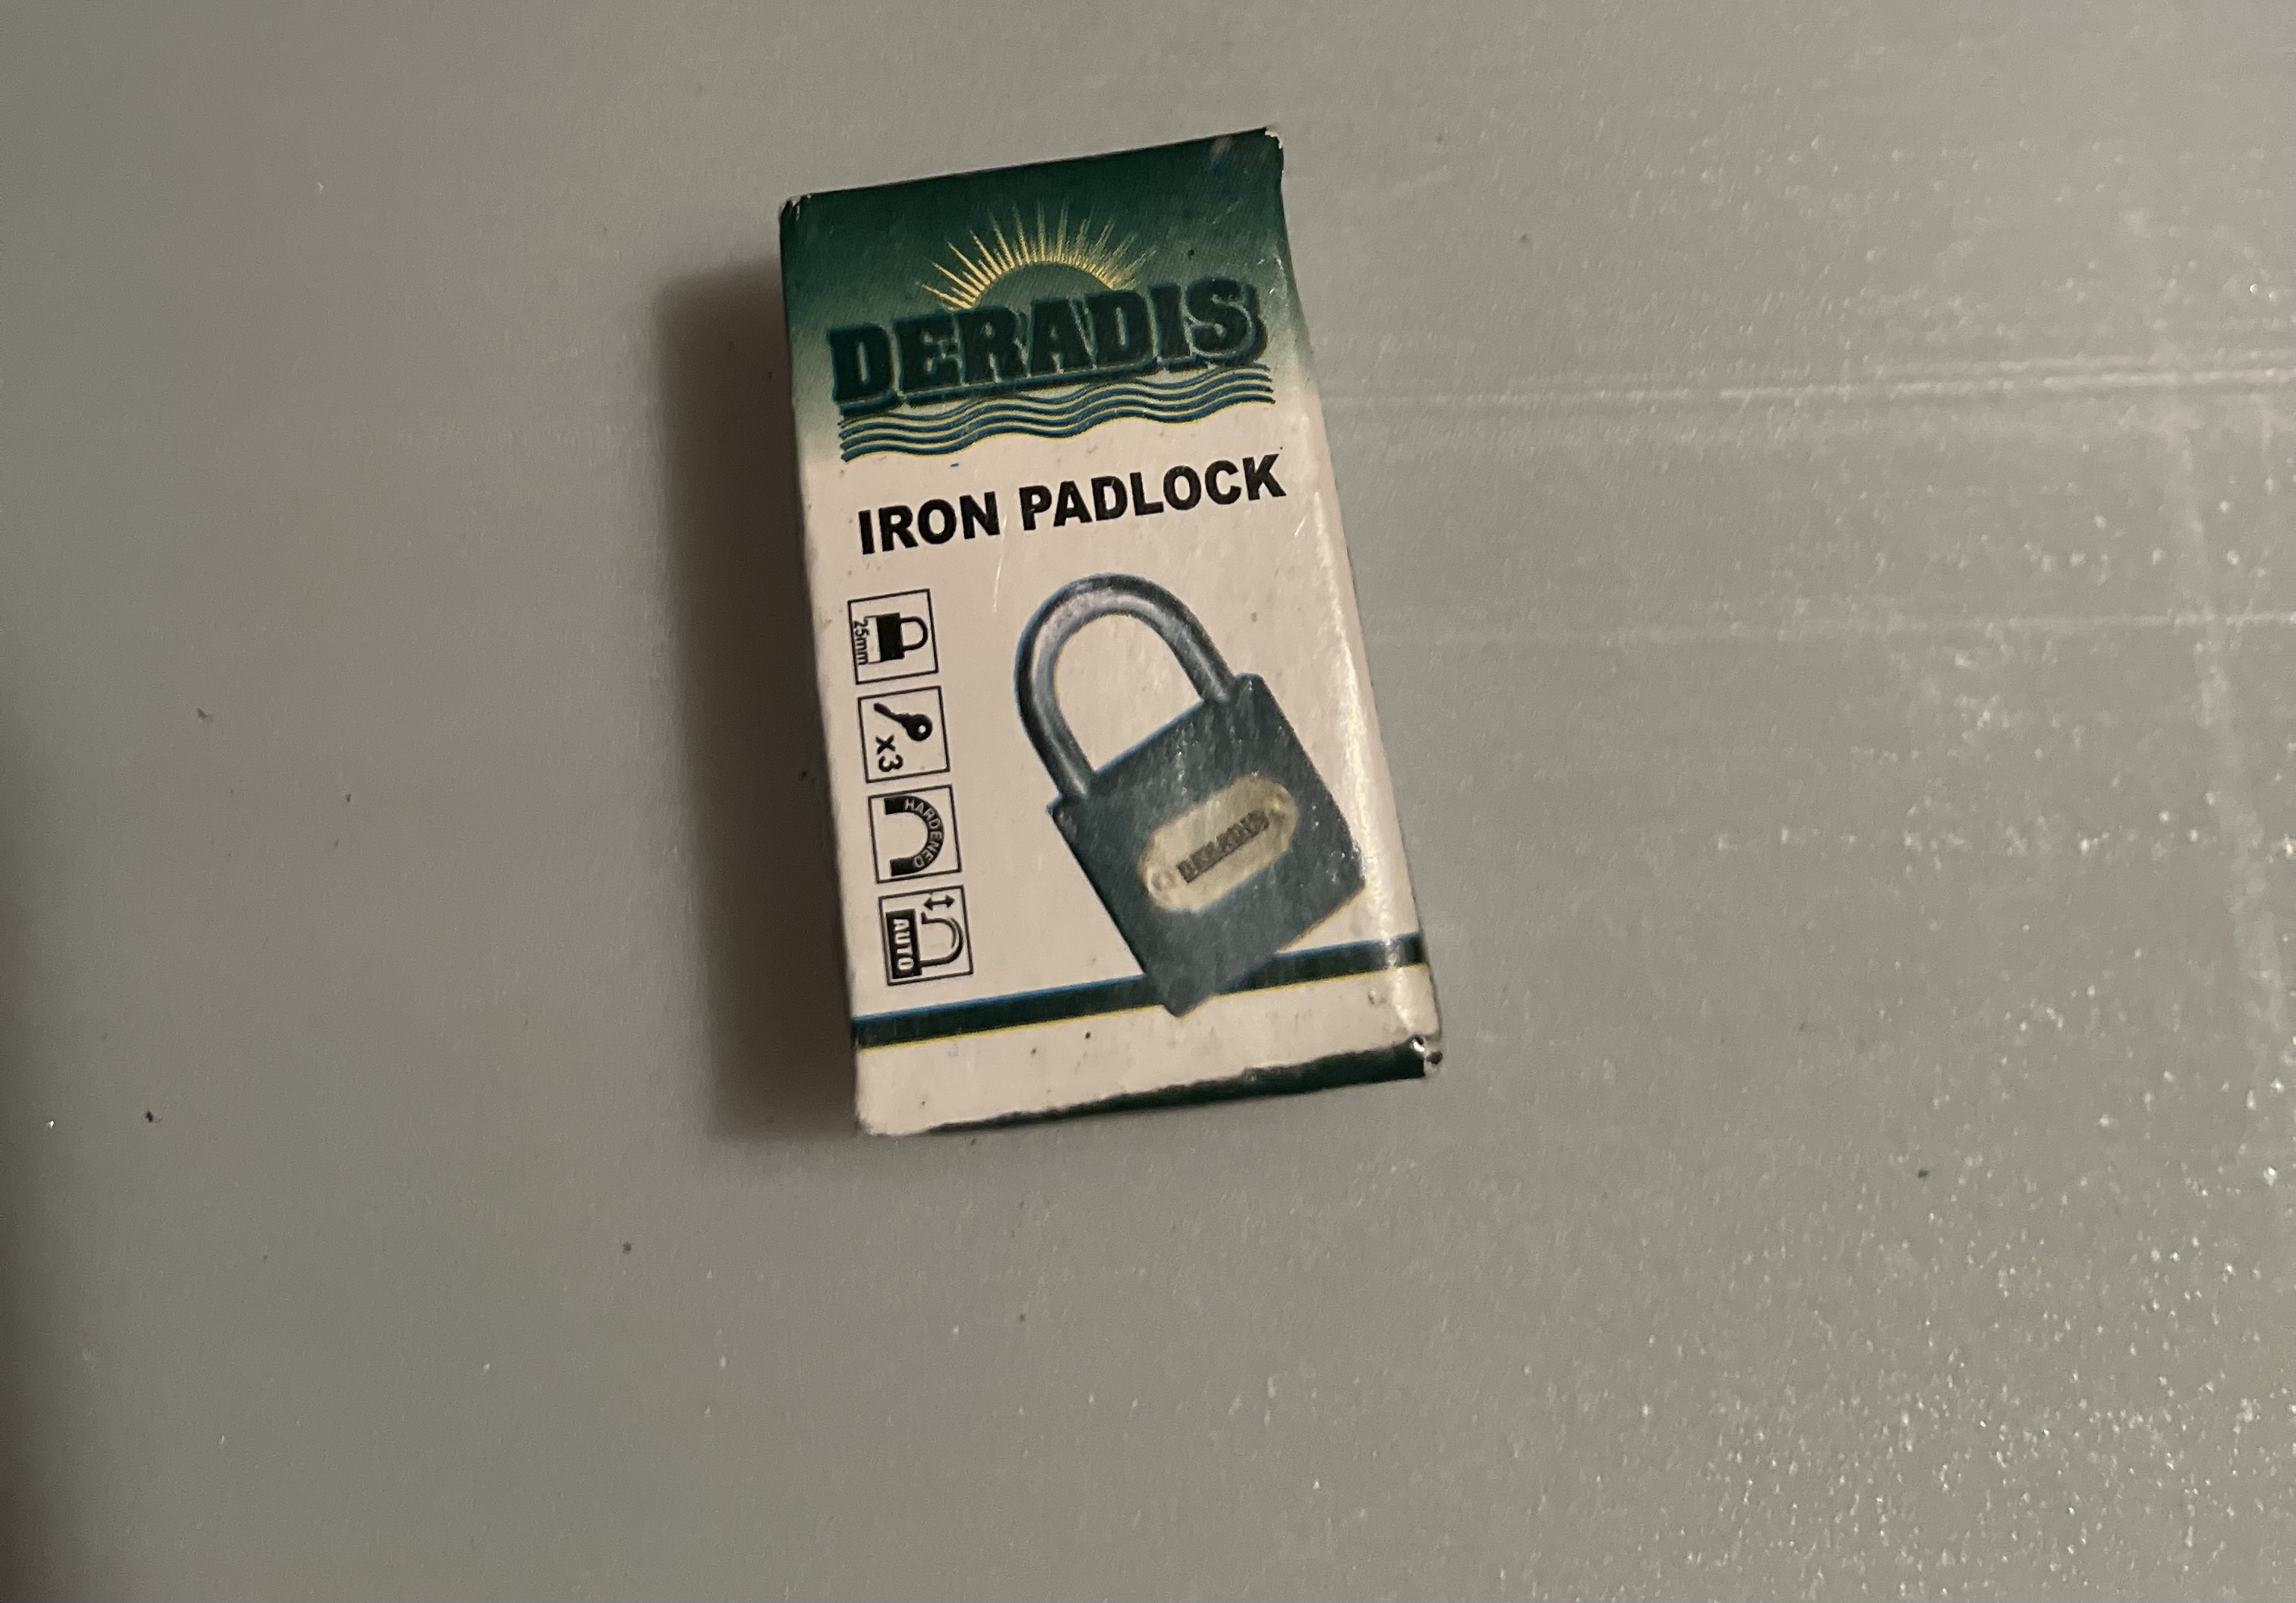 DERADIS
IRON PADLOCK
25mm
x3
HARDENED
AUTO
DERADIS